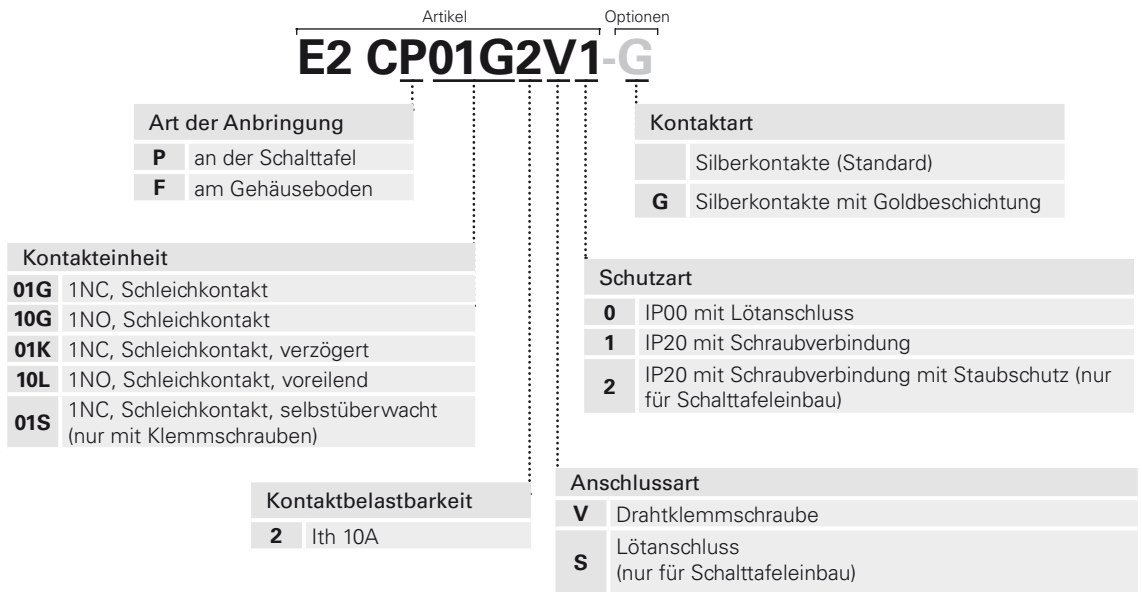 Artikel Optionen
E2 CP01G2V1-G
Art der Anbringung
P an der Schalttafel
F am Gehäuseboden
Kontaktart
Silberkontakte (Standard)
G Silberkontakte mit Goldbeschichtung
Kontakteinheit
01G 1NC, Schleichkontakt
10G 1NO, Schleichkontakt
01K 1NC, Schleichkontakt, verzögert
10L 1NO, Schleichkontakt, voreilend
01S 1NC, Schleichkontakt, selbstüberwacht
(nur mit Klemmschrauben)
Schutzart
0 IP00 mit Lötanschluss
1 IP20 mit Schraubverbindung
2 IP20 mit Schraubverbindung mit Staubschutz (nur
für Schalttafeleinbau)
Kontaktbelastbarkeit
2 Ith 10A
Anschlussart
V Drahtklemmschraube
S Lötanschluss
(nur für Schalttafeleinbau)